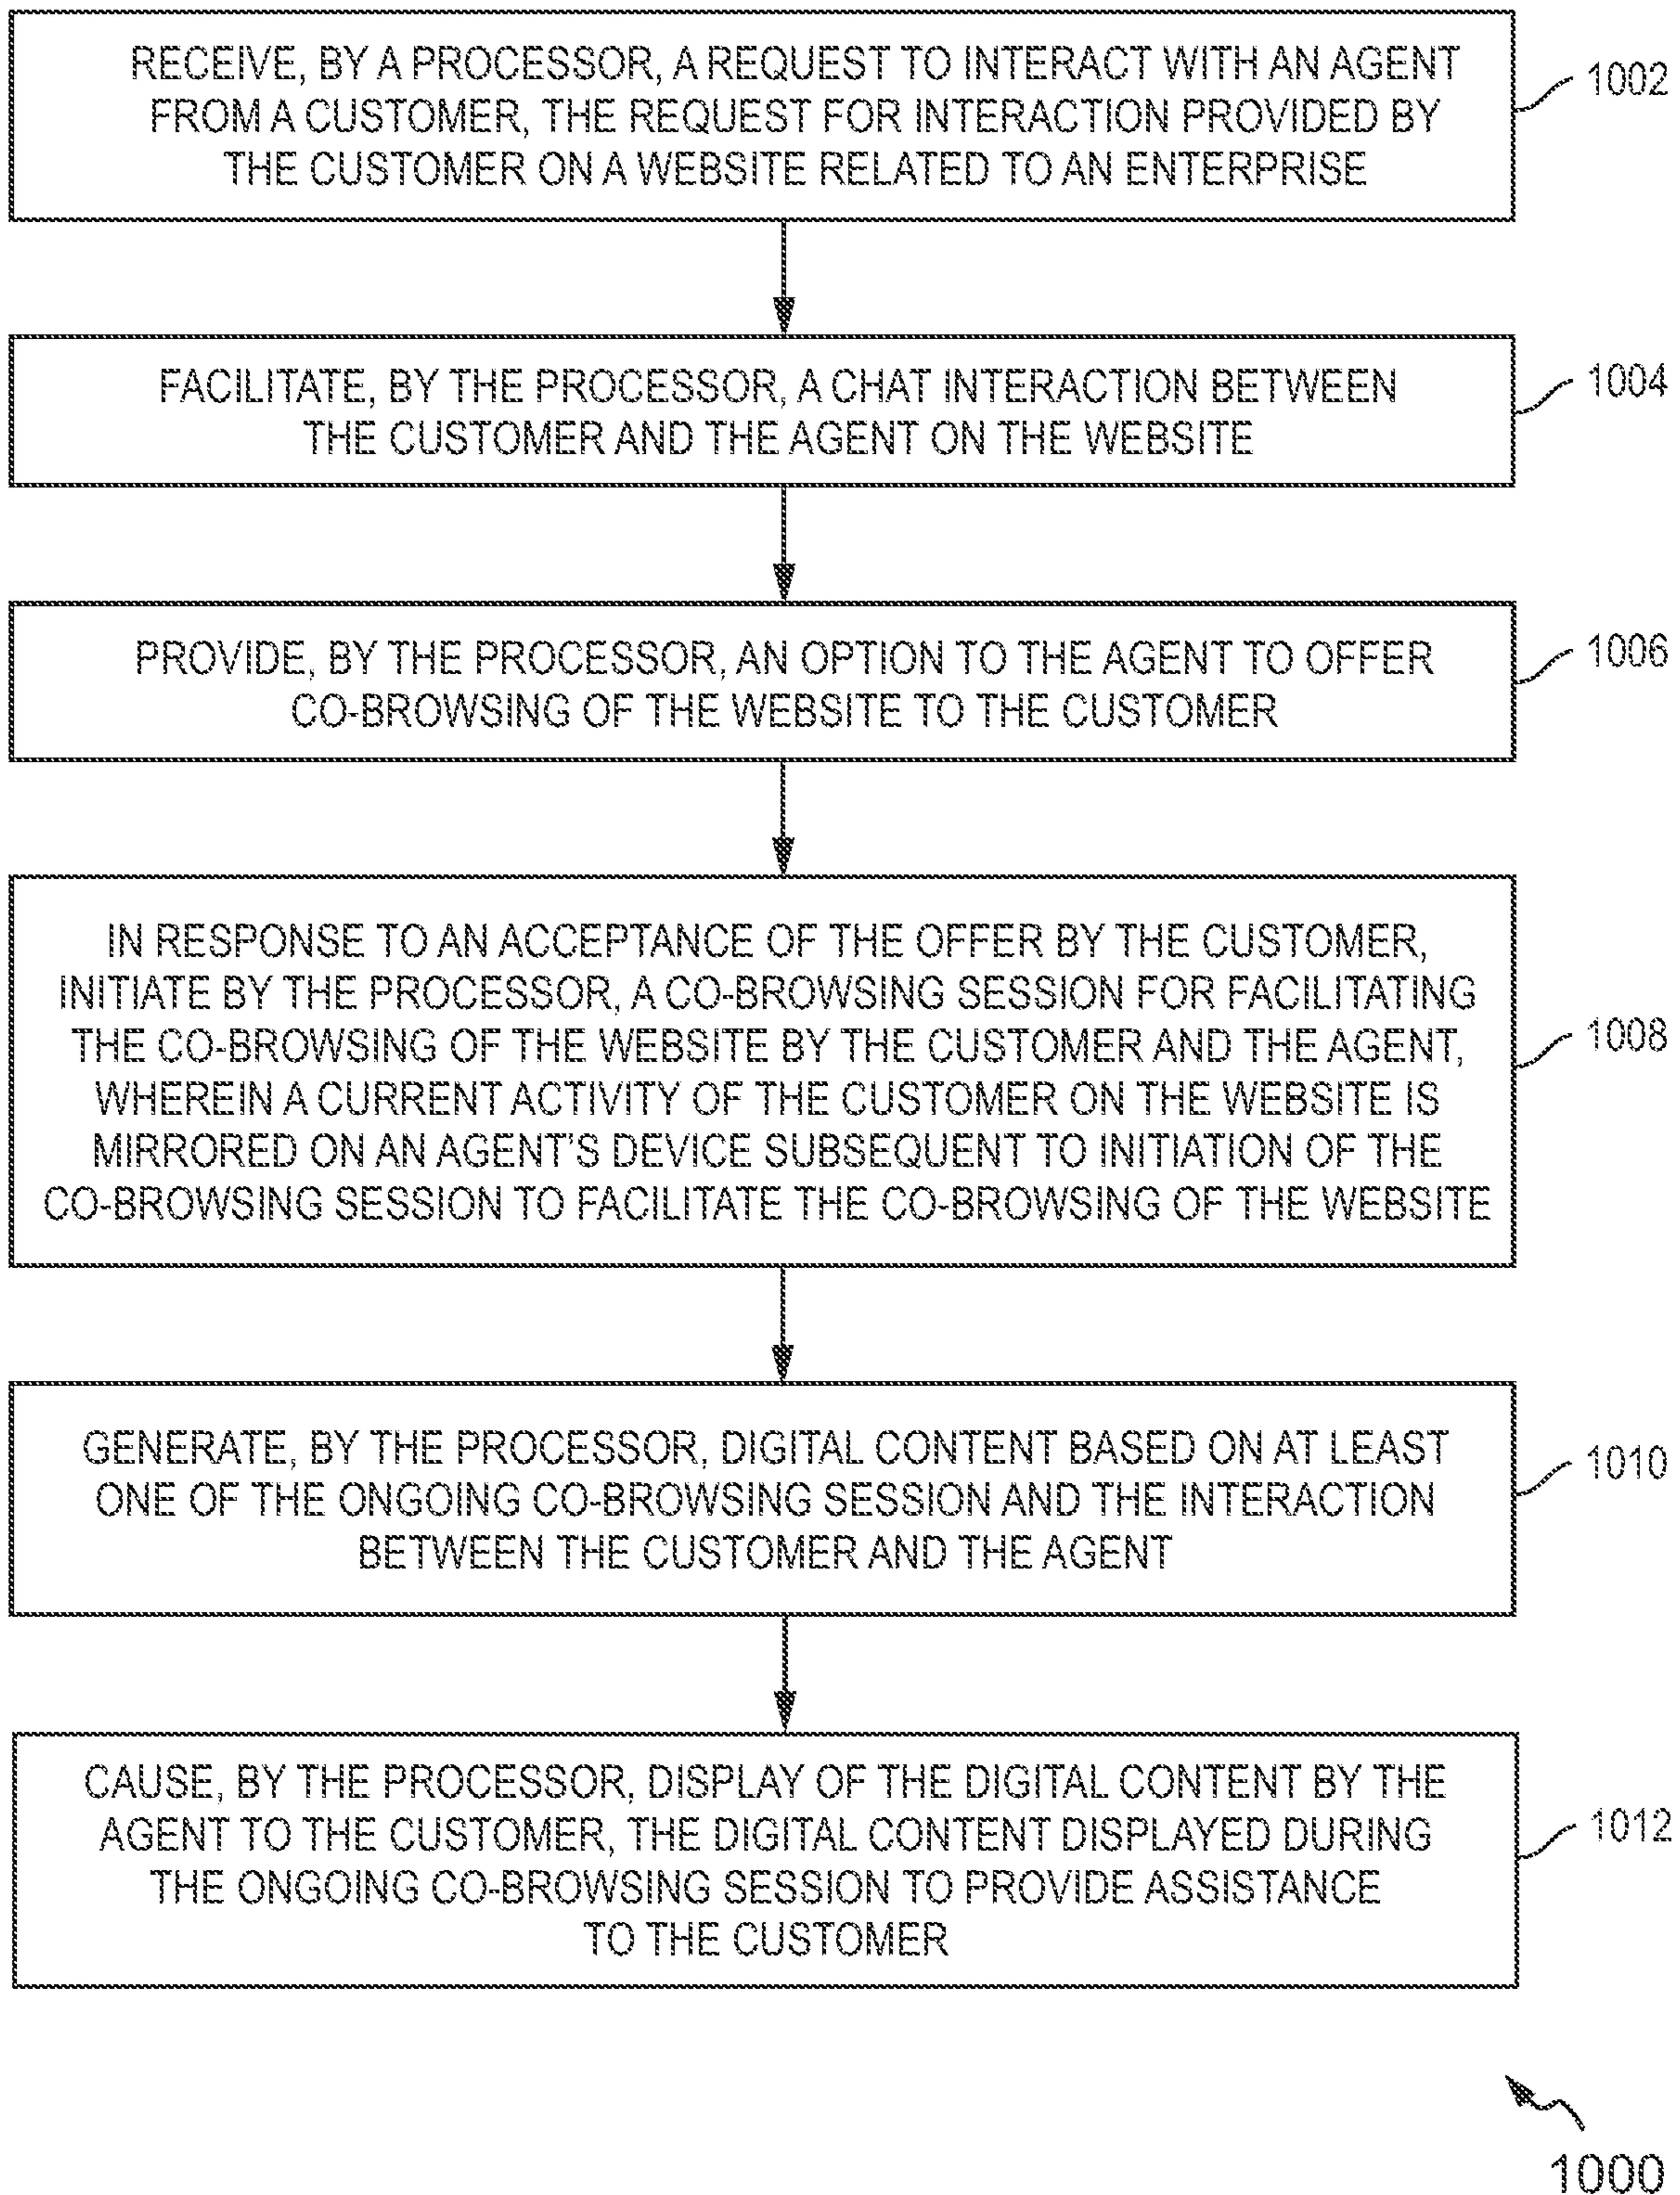 RECEIVE, BY A PROCESSOR, A REQUEST TO INTERACT WITH AN AGENT
FROM A CUSTOMER, THE REQUEST FOR INTERACTION PROVIDED BY
THE CUSTOMER ON A WEBSITE RELATED TO AN ENTERPRISE
1002
FACILITATE, BY THE PROCESSOR, A CHAT INTERACTION BETWEEN
THE CUSTOMER AND THE AGENT ON THE WEBSITE
1004
PROVIDE, BY THE PROCESSOR, AN OPTION TO THE AGENT TO OFFER
CO-BROWSING OF THE WEBSITE TO THE CUSTOMER
1006
IN RESPONSE TO AN ACCEPTANCE OF THE OFFER BY THE CUSTOMER,
INITIATE BY THE PROCESSOR, A CO-BROWSING SESSION FOR FACILITATING
THE CO-BROWSING OF THE WEBSITE BY THE CUSTOMER AND THE AGENT,
WHEREIN A CURRENT ACTIVITY OF THE CUSTOMER ON THE WEBSITE IS
MIRRORED ON AN AGENT'S DEVICE SUBSEQUENT TO INITIATION OF THE
CO-BROWSING SESSION TO FACILITATE THE CO-BROWSING OF THE WEBSITE
1008
GENERATE, BY THE PROCESSOR, DIGITAL CONTENT BASED ON AT LEAST
ONE OF THE ONGOING CO-BROWSING SESSION AND THE INTERACTION
BETWEEN THE CUSTOMER AND THE AGENT
1010
CAUSE, BY THE PROCESSOR, DISPLAY OF THE DIGITAL CONTENT BY THE
AGENT TO THE CUSTOMER, THE DIGITAL CONTENT DISPLAYED DURING
THE ONGOING CO-BROWSING SESSION TO PROVIDE ASSISTANCE
TO THE CUSTOMER
1012
1000